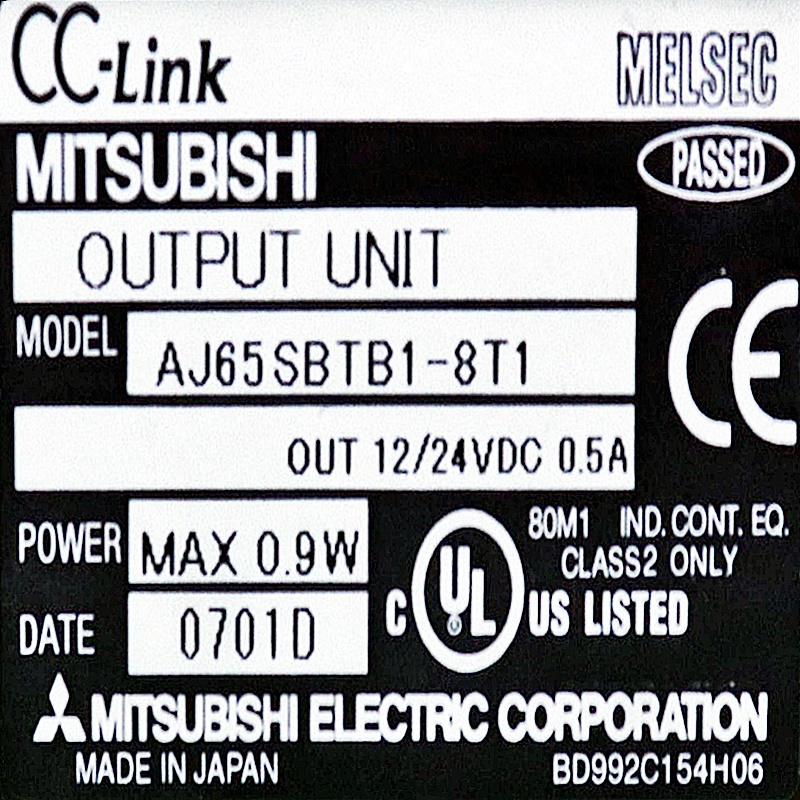 CC-Link MELSEC
MITSUBISHI PASSED
OUTPUT UNIT
CE
MODEL AJ65SBTB1-8T1
OUT 12/24VDC 0.5A
POWER MAX 0.9W
80M1 IND. CONT. EQ.
CLASS2 ONLY
DATE 0701D
C UL US LISTED
MITSUBISHI ELECTRIC CORPORATION
MADE IN JAPAN BD992C154H06